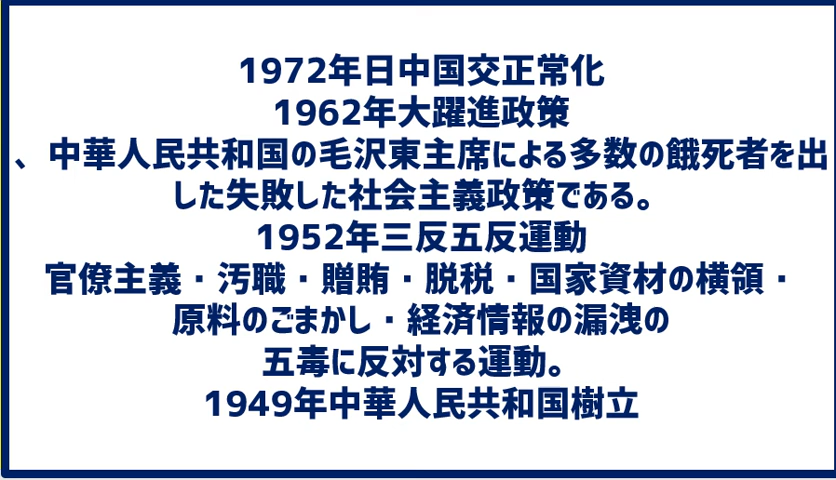 1972年日中国交正常化
1962年大躍進政策
、中華人民共和国の毛沢東主席による多数の餓死者を出
した失敗した社会主義政策である。
1952年三反五反運動
官僚主義・汚職・贈賄・脱税・国家資材の横領・
原料のごまかし・経済情報の漏洩の
五毒に反対する運動。
1949年中華人民共和国樹立